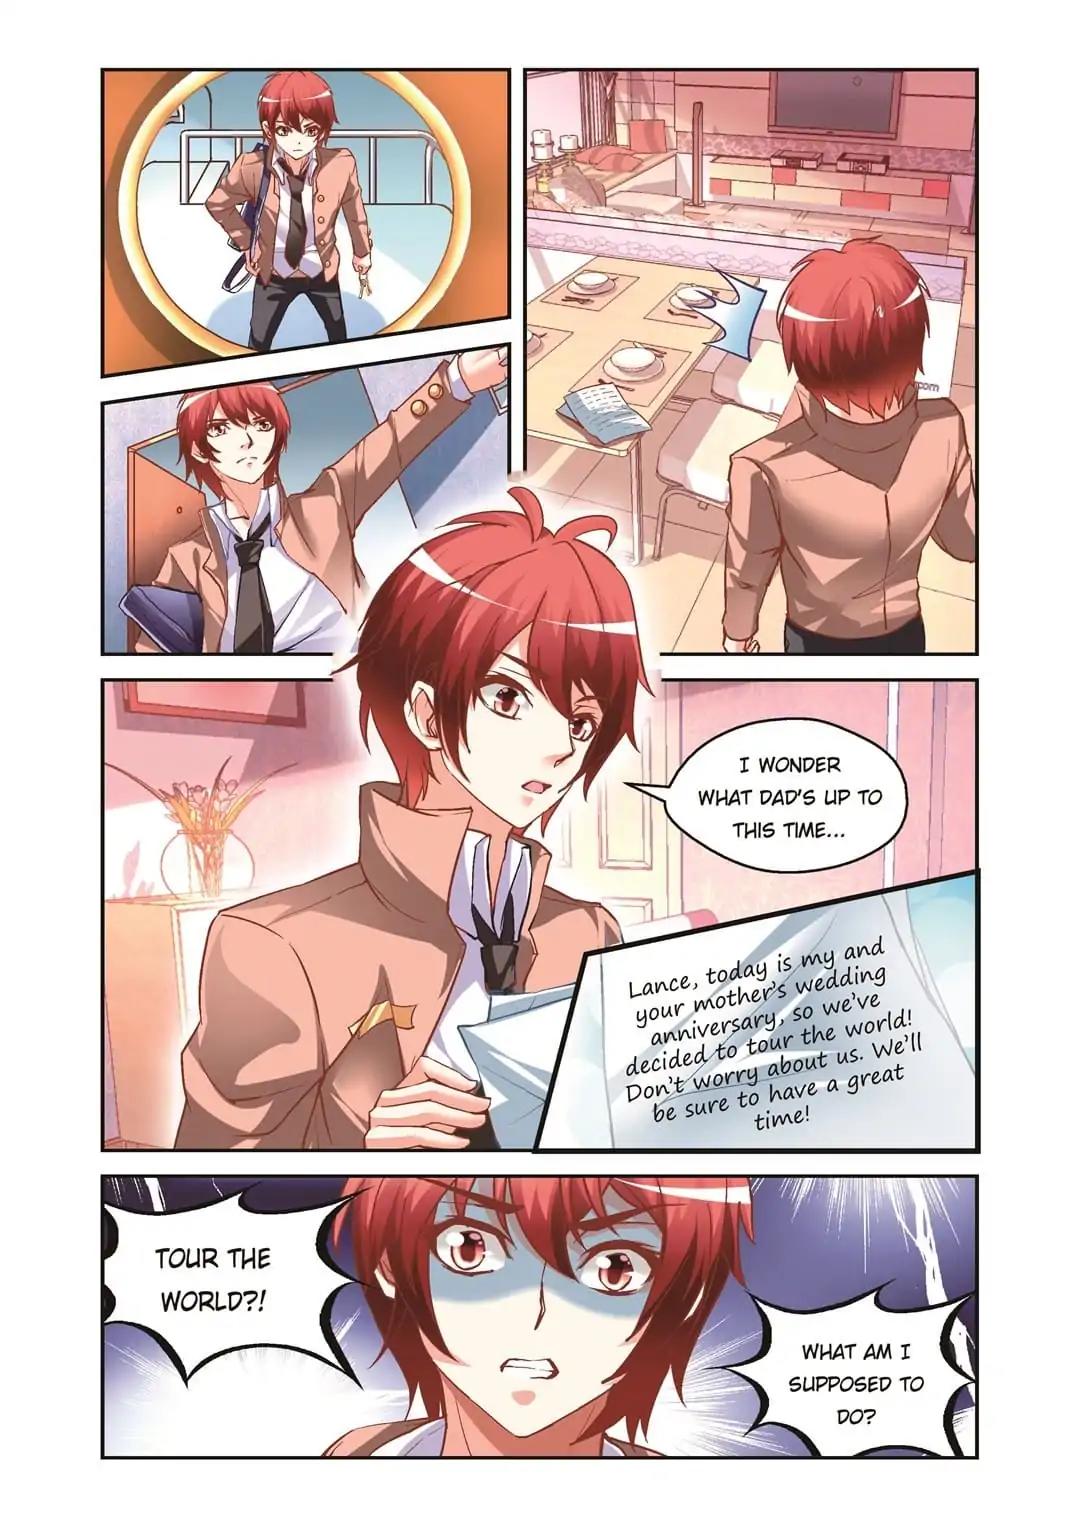 com
I WONDER
WHAT DAD'S UP TO
THIS TIME...
Lance, today is my and
your mother's wedding
anniversary, so we've
decided to tour the world!
Don't worry about us. We'll
be sure to have a great
time!
TOUR THE
WORLD?!
WHAT AM I
SUPPOSED TO
DO?